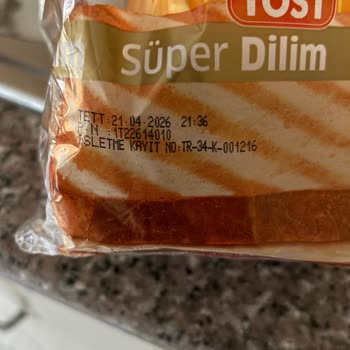 TOST
Süper Dilim
TETT:21.04.2026 21:36
P.N :1T22614010
İŞLETME KAYIT NO:TR-34-K-001216